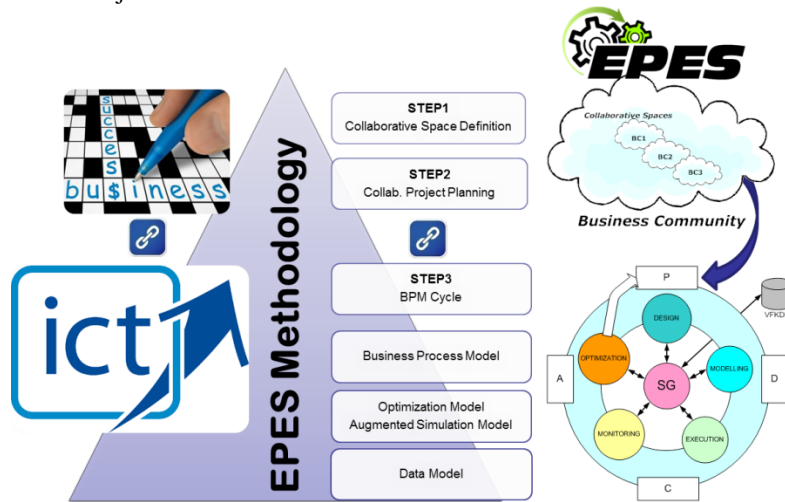 success
bu$iness
ict
EPES Methodology
STEP1
Collaborative Space Definition
STEP2
Collab. Project Planning
STEP3
BPM Cycle
Business Process Model
Optimization Model
Augmented Simulation Model
Data Model
EPES
Collaborative Spaces
BC1
BC2
BC3
Business Community
P
VFKD
DESIGN
OPTIMIZATION
MODELLING
SG
A
D
MONITORING
EXECUTION
C